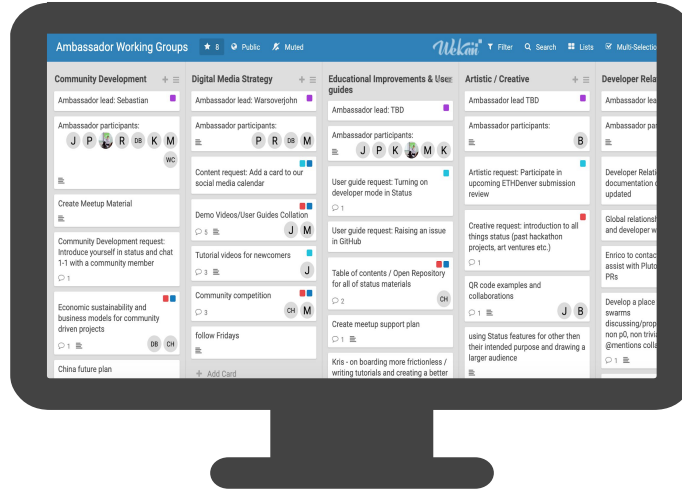 Ambassador Working Groups
8
Public
Muted
Wekan
Filter
Search
Lists
Multi-Selectio
Community Development
Ambassador lead: Sebastian
Ambassador participants:
J P R DB K M
WC
Create Meetup Material
Community Development request:
Introduce yourself in status and chat
1-1 with a community member
1
Economic sustainability and
business models for community
driven projects
1
DB CH
China future plan
Digital Media Strategy
Ambassador lead: Warsoverjohn
Ambassador participants:
P R DB M
Content request: Add a card to our
social media calendar
Demo Videos/User Guides Collation
5
J M
Tutorial videos for newcomers
3
J
Community competition
3
CH M
follow Fridays
+ Add Card
Educational Improvements & User
guides
Ambassador lead: TBD
Ambassador participants:
J P K M K
User guide request: Turning on
developer mode in Status
1
User guide request: Raising an issue
in GitHub
Table of contents / Open Repository
for all of status materials
2
CH
Create meetup support plan
1
Kris - on boarding more frictionless /
writing tutorials and creating a better
Artistic / Creative
Ambassador lead TBD
Ambassador participants:
B
Artistic request: Participate in
upcoming ETHDenver submission
review
Creative request: introduction to all
things status (past hackathon
projects, art ventures etc.)
1
QR code examples and
collaborations
1
J B
using Status features for other then
their intended purpose and drawing a
larger audience
Developer Rela
Ambassador lea
Ambassador par
Developer Relati
documentation c
updated
Global relationsh
and developer w
Enrico to contac
assist with Pluto
PRs
Develop a place
swarms
discussing/prop
non p0, non trivia
@mentions colla
1